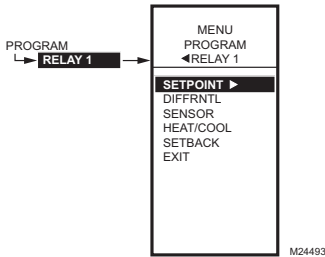 PROGRAM
RELAY 1
MENU
PROGRAM
◄RELAY 1
SETPOINT ►
DIFFRNTL
SENSOR
HEAT/COOL
SETBACK
EXIT
M24493